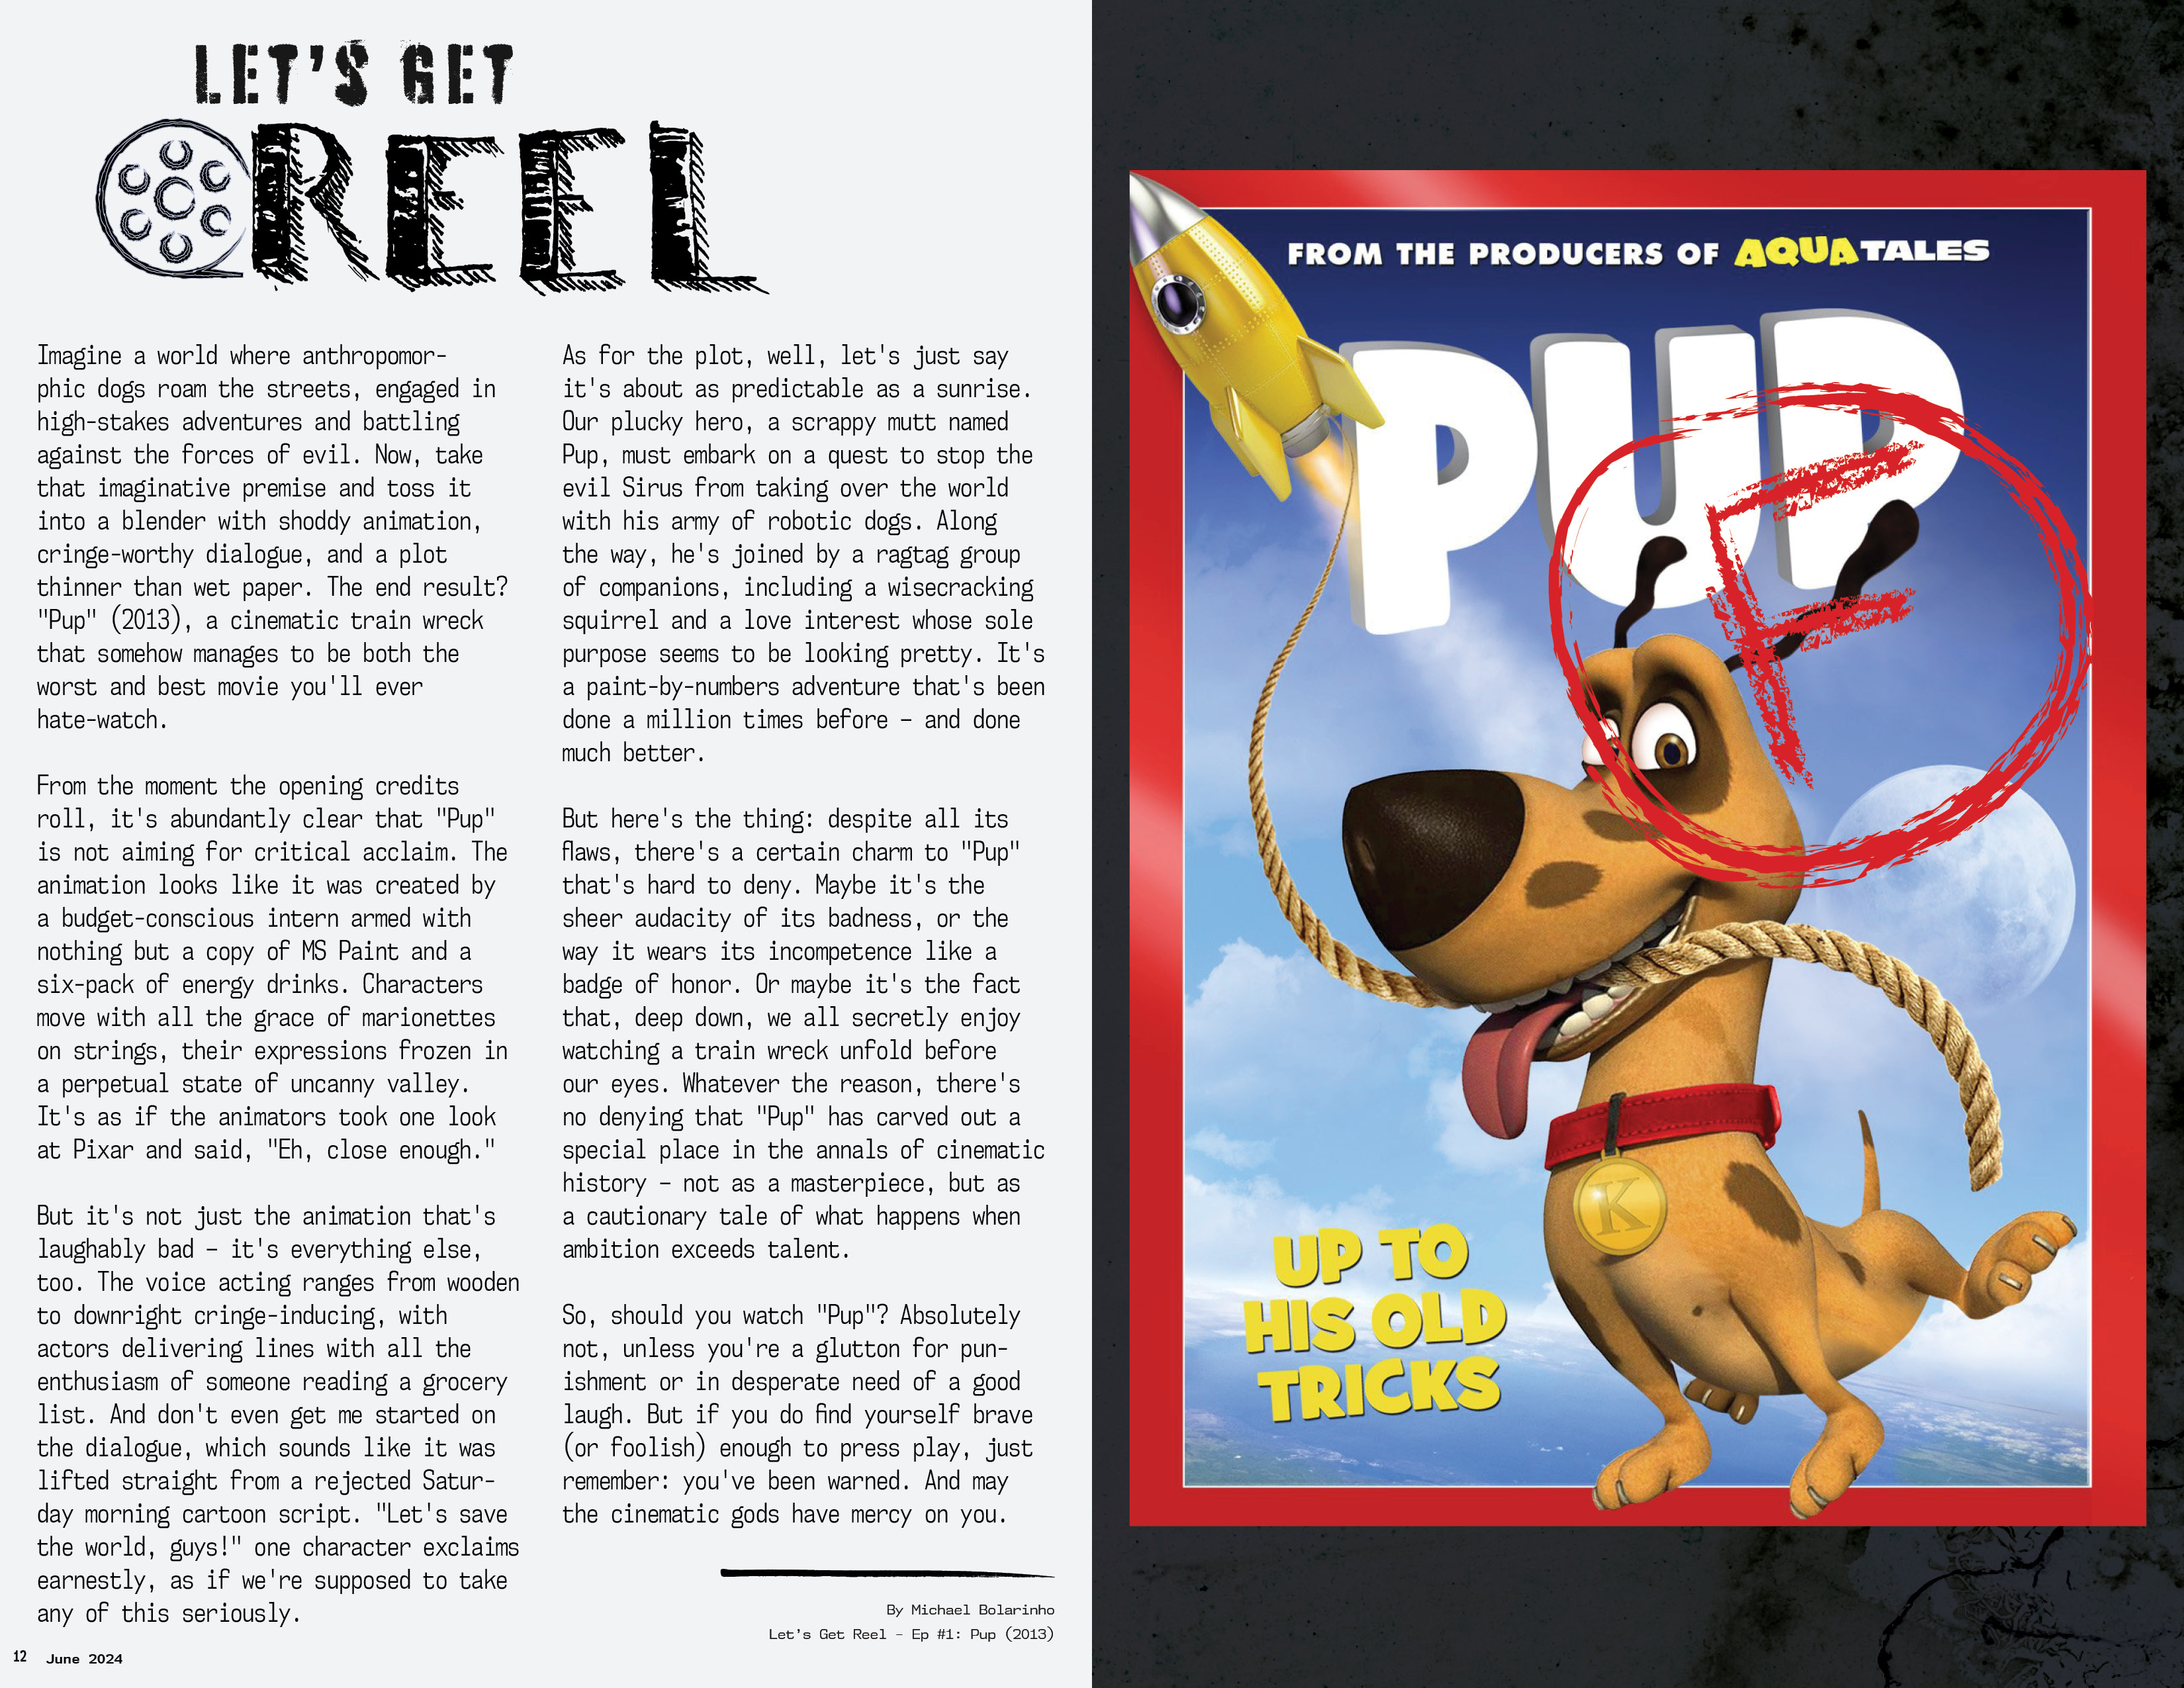 LET'S GET
REEL
Imagine a world where anthropomor-
phic dogs roam the streets, engaged in
high-stakes adventures and battling
against the forces of evil. Now, take
that imaginative premise and toss it
into a blender with shoddy animation,
cringe-worthy dialogue, and a plot
thinner than wet paper. The end result?
"Pup" (2013), a cinematic train wreck
that somehow manages to be both the
worst and best movie you'll ever
hate-watch.
From the moment the opening credits
roll, it's abundantly clear that "Pup"
is not aiming for critical acclaim. The
animation looks like it was created by
a budget-conscious intern armed with
nothing but a copy of MS Paint and a
six-pack of energy drinks. Characters
move with all the grace of marionettes
on strings, their expressions frozen in
a perpetual state of uncanny valley.
It's as if the animators took one look
at Pixar and said, "Eh, close enough."
But it's not just the animation that's
laughably bad – it's everything else,
too. The voice acting ranges from wooden
to downright cringe-inducing, with
actors delivering lines with all the
enthusiasm of someone reading a grocery
list. And don't even get me started on
the dialogue, which sounds like it was
lifted straight from a rejected Satur-
day morning cartoon script. "Let's save
the world, guys!" one character exclaims
earnestly, as if we're supposed to take
any of this seriously.
As for the plot, well, let's just say
it's about as predictable as a sunrise.
Our plucky hero, a scrappy mutt named
Pup, must embark on a quest to stop the
evil Sirus from taking over the world
with his army of robotic dogs. Along
the way, he's joined by a ragtag group
of companions, including a wisecracking
squirrel and a love interest whose sole
purpose seems to be looking pretty. It's
a paint-by-numbers adventure that's been
done a million times before – and done
much better.
But here's the thing: despite all its
flaws, there's a certain charm to "Pup"
that's hard to deny. Maybe it's the
sheer audacity of its badness, or the
way it wears its incompetence like a
badge of honor. Or maybe it's the fact
that, deep down, we all secretly enjoy
watching a train wreck unfold before
our eyes. Whatever the reason, there's
no denying that "Pup" has carved out a
special place in the annals of cinematic
history – not as a masterpiece, but as
a cautionary tale of what happens when
ambition exceeds talent.
So, should you watch "Pup"? Absolutely
not, unless you're a glutton for pun-
ishment or in desperate need of a good
laugh. But if you do find yourself brave
(or foolish) enough to press play, just
remember: you've been warned. And may
the cinematic gods have mercy on you.
By Michael Bolarinho
Let's Get Reel - Ep #1: Pup (2013)
12 June 2024
FROM THE PRODUCERS OF AQUATALES
PUP
F
K
UP TO
HIS OLD
TRICKS